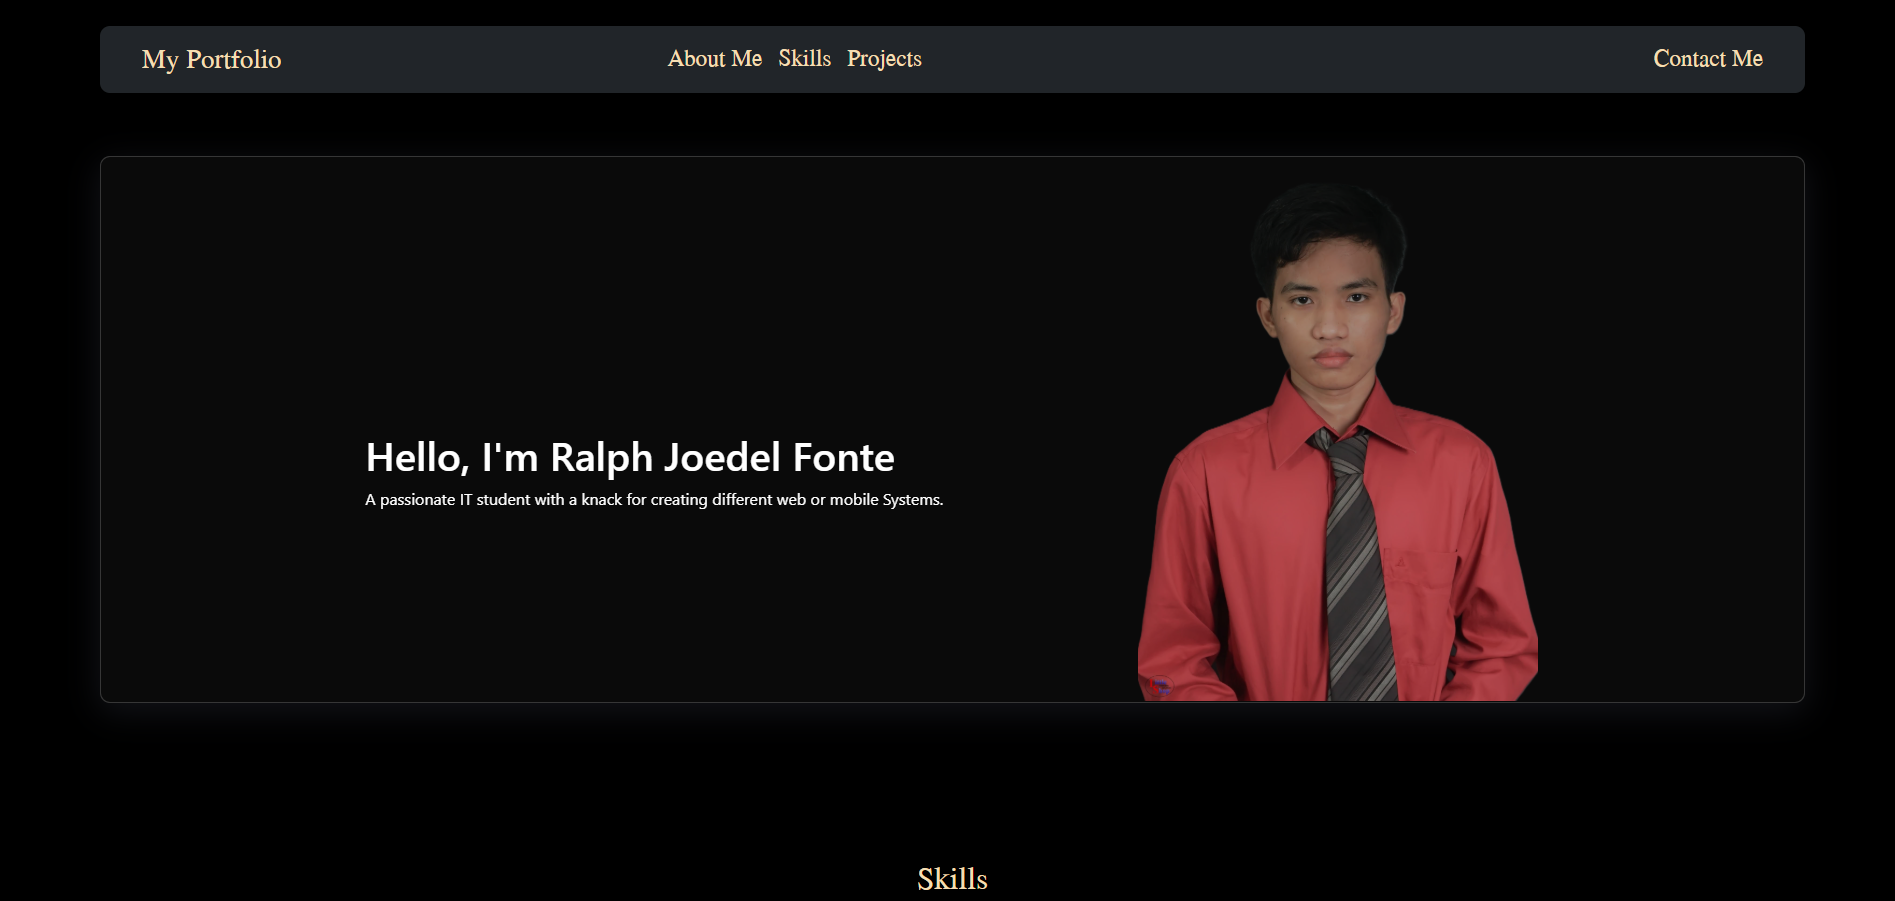 My Portfolio About Me Skills Projects Contact Me
Hello, I'm Ralph Joedel Fonte
A passionate IT student with a knack for creating different web or mobile Systems.
Skills